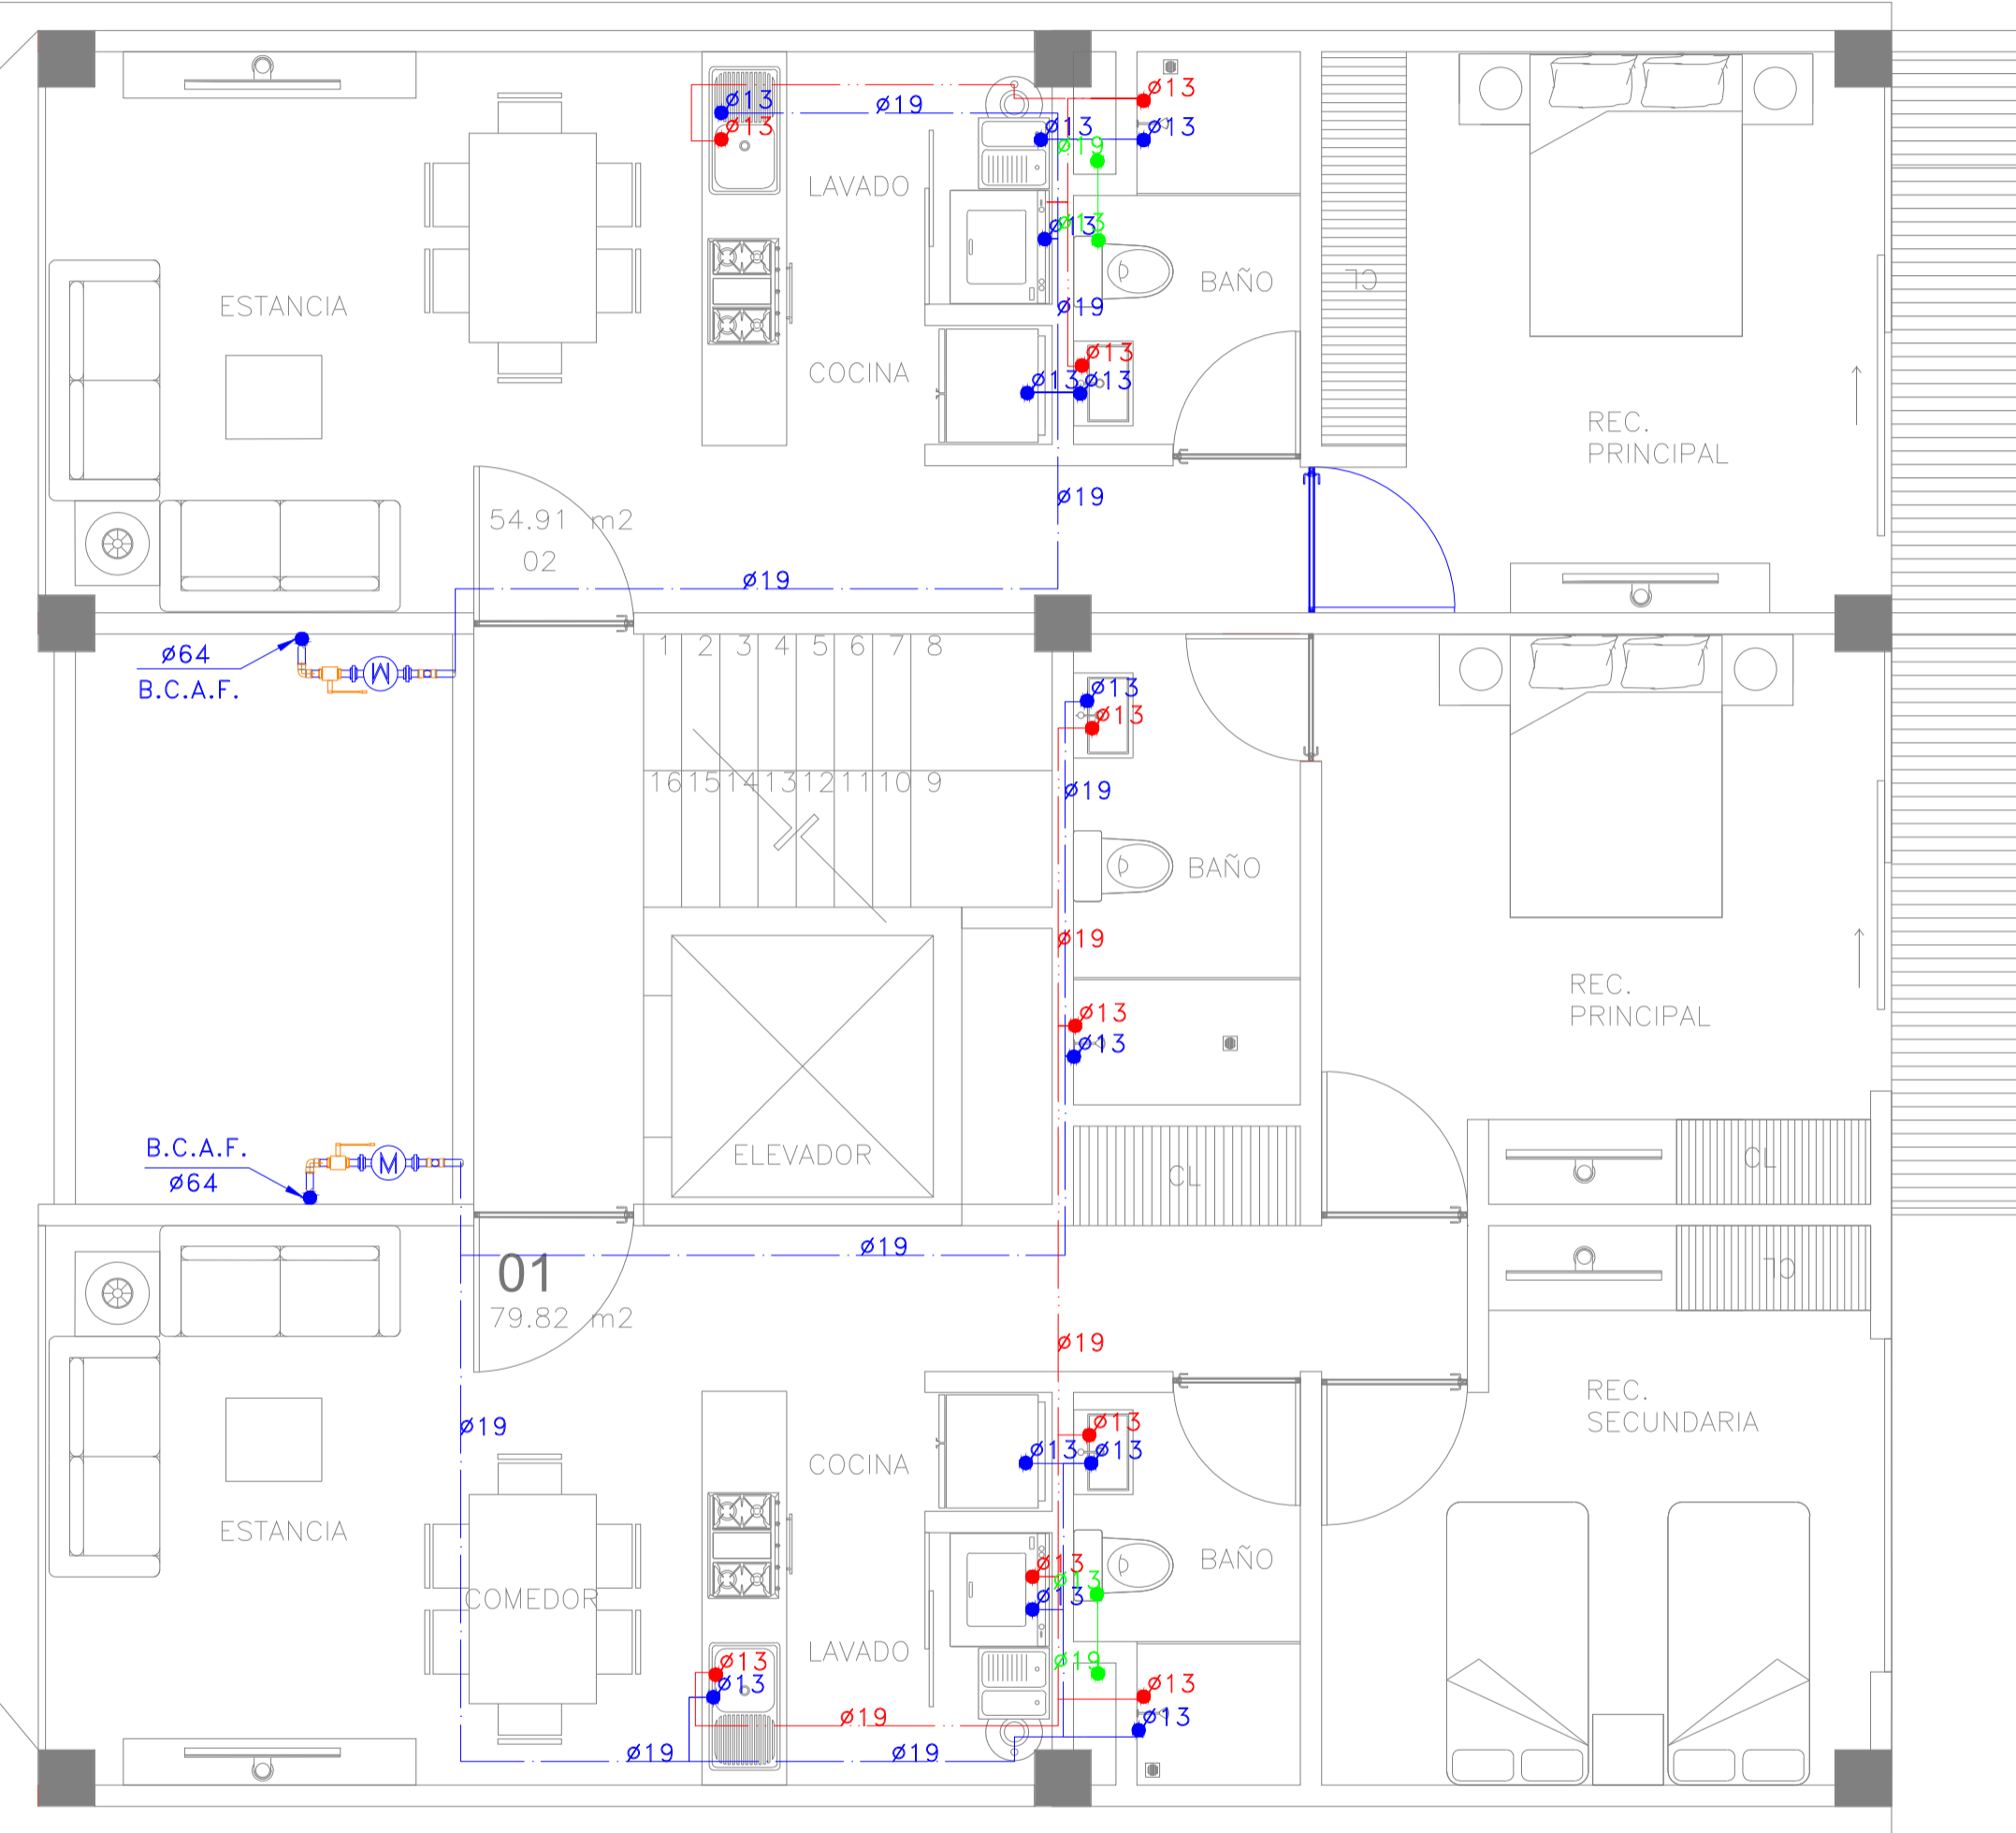 ø13
ø19
ø13
ø13
ø13
ø13
ø19
ø13
ø13
ø19
LAVADO
ESTANCIA
BAÑO
CL
ø13
ø13
ø13
COCINA
REC.
PRINCIPAL
ø19
54.91 m2
02
ø19
ø64
B.C.A.F.
M
1 2 3 4 5 6 7 8
16 15 14 13 12 11 10 9
ø13
ø13
ø19
BAÑO
ø19
REC.
PRINCIPAL
ø13
ø13
B.C.A.F.
ø64
M
ELEVADOR
CL
CL
ø19
01
79.82 m2
CL
ø19
REC.
SECUNDARIA
ø19
COCINA
ø13
ø13
ø13
ESTANCIA
BAÑO
ø13
ø13
ø13
COMEDOR
LAVADO
ø13
ø13
ø19
ø13
ø13
ø19
ø19
ø19